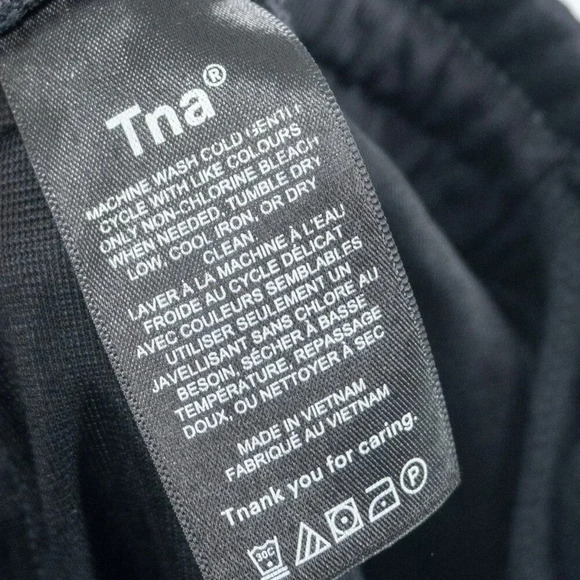 Tna®
MACHINE WASH COLD GENTLE
CYCLE WITH LIKE COLOURS
ONLY NON-CHLORINE BLEACH
WHEN NEEDED, TUMBLE DRY
LOW, COOL IRON, OR DRY
CLEAN
LAVER À LA MACHINE À L'EAU
FROIDE AU CYCLE DÉLICAT
AVEC COULEURS SEMBLABLES
UTILISER SEULEMENT UN
JAVELLISANT SANS CHLORE AU
BESOIN, SÉCHER À BASSE
TEMPÉRATURE, REPASSAGE
DOUX, OU NETTOYER À SEC
MADE IN VIETNAM
FABRIQUÉ AU VIETNAM
Tnank you for caring.
30C P